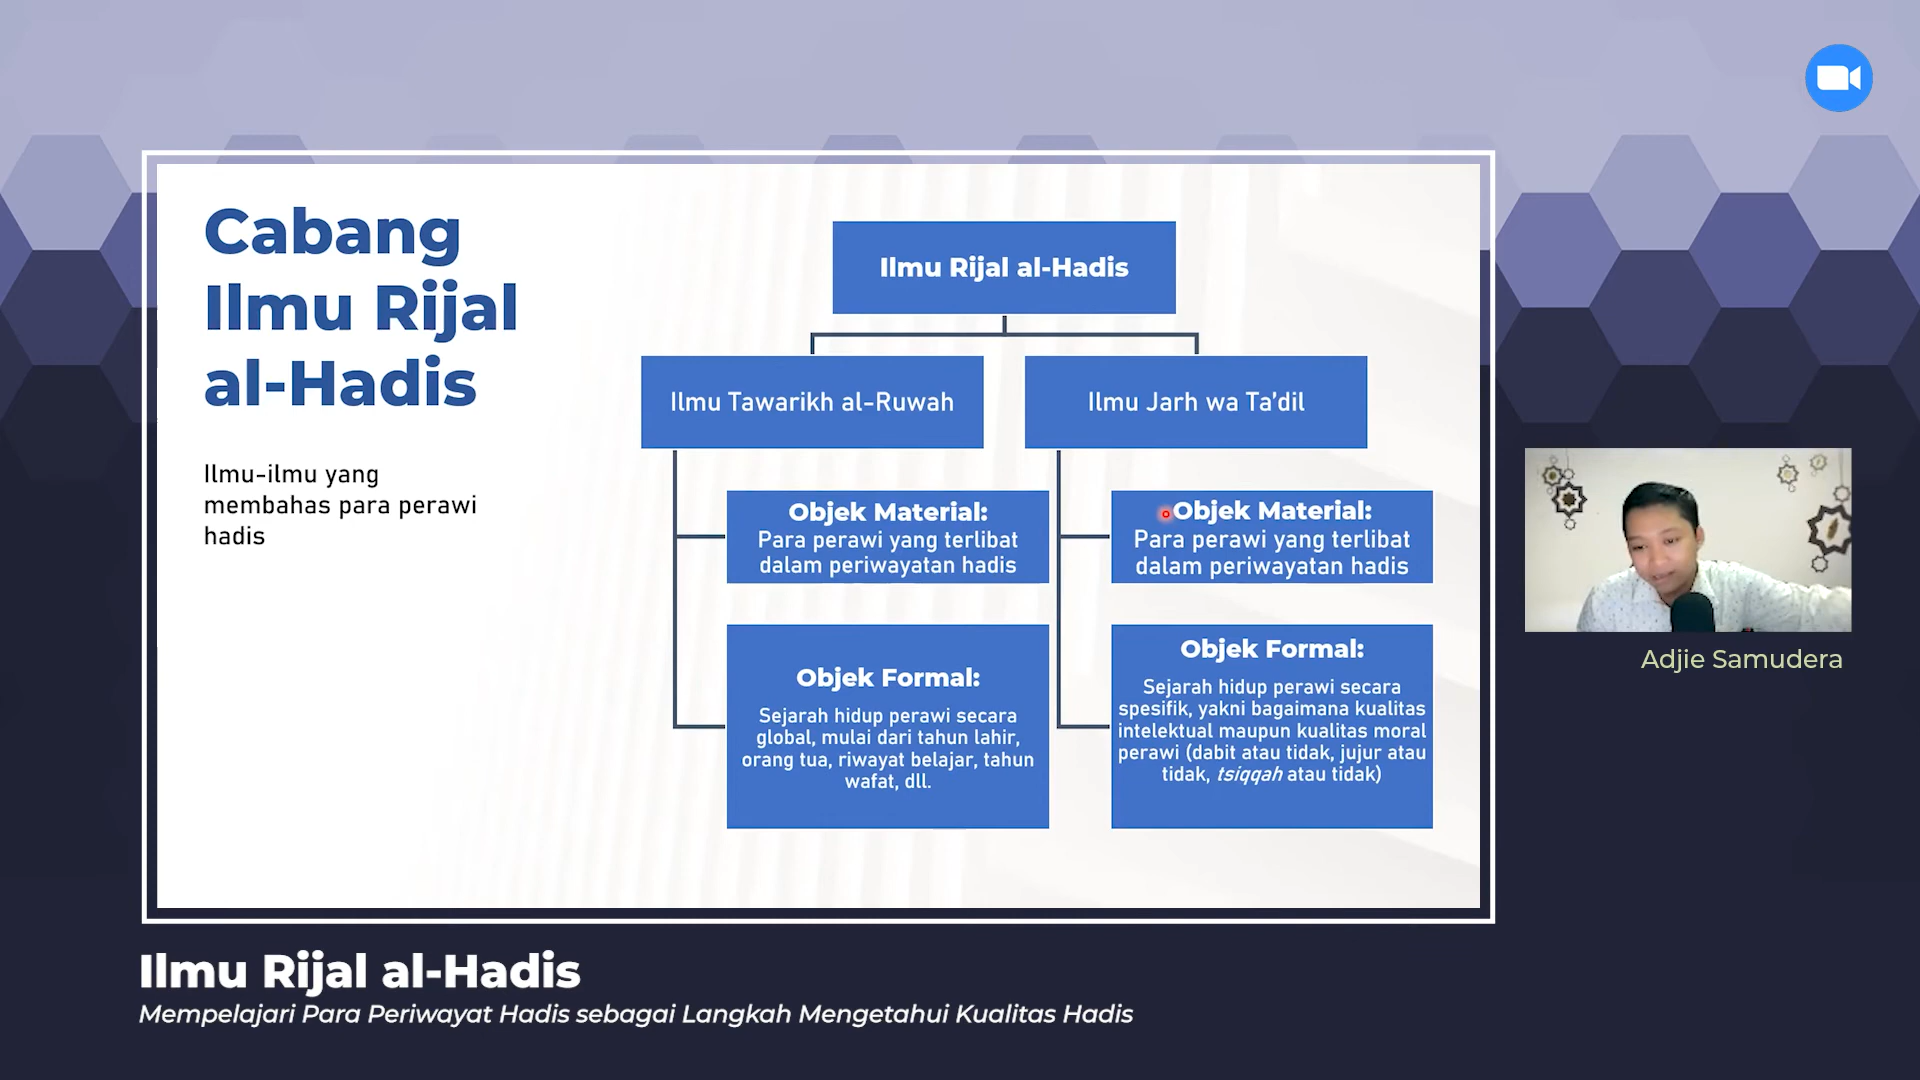 Cabang
Ilmu Rijal
al-Hadis
Ilmu-ilmu yang
membahas para perawi
hadis
Ilmu Rijal al-Hadis
Ilmu Tawarikh al-Ruwah
Objek Material:
Para perawi yang terlibat
dalam periwayatan hadis
Objek Formal:
Sejarah hidup perawi secara
global, mulai dari tahun lahir,
orang tua, riwayat belajar, tahun
wafat, dll.
Ilmu Jarh wa Ta’dil
Objek Material:
Para perawi yang terlibat
dalam periwayatan hadis
Objek Formal:
Sejarah hidup perawi secara
spesifik, yakni bagaimana kualitas
intelektual maupun kualitas moral
perawi (dabit atau tidak, jujur atau
tidak, tsiqqah atau tidak)
Adjie Samudera
Ilmu Rijal al-Hadis
Mempelajari Para Periwayat Hadis sebagai Langkah Mengetahui Kualitas Hadis